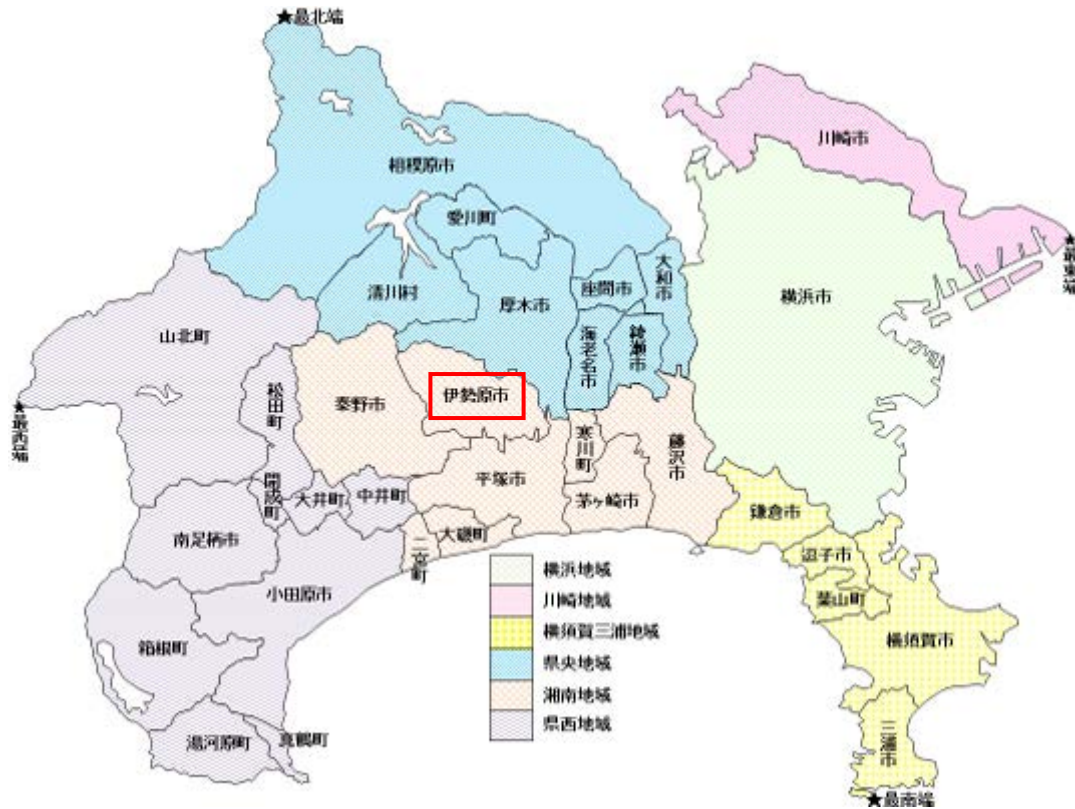 ★最北端
川崎市
相模原市
愛川町
大和市
★最東端
座間市
清川村
横浜市
厚木市
山北町
海老名市
綾瀬市
松田町
伊勢原市
秦野市
★最西端
寒川町
藤沢市
開成町
大井町
中井町
平塚市
茅ヶ崎市
鎌倉市
大磯町
南足柄市
二宮町
逗子市
横浜地域
小田原市
川崎地域
葉山町
横須賀三浦地域
箱根町
横須賀市
県央地域
湘南地域
県西地域
湯河原町
真鶴町
三浦市
★最南端